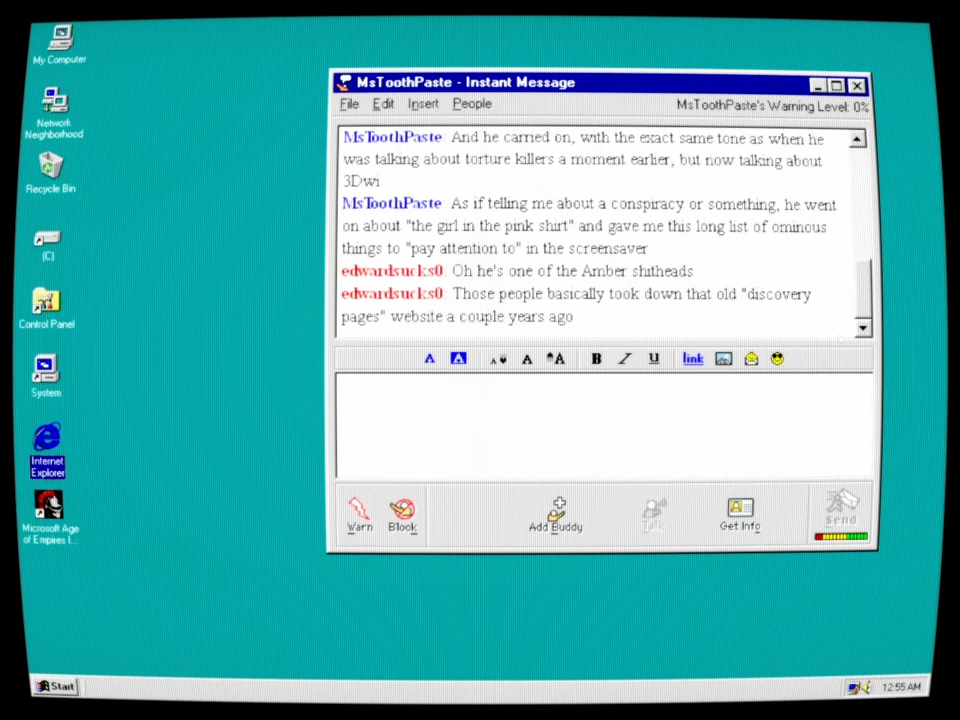 My Computer
Network
Neighborhood
Recycle Bin
(C)
Control Panel
System
Internet
Explorer
Microsoft Age
of Empires I...
MsToothPaste - Instant Message
File Edit Insert People
MsToothPaste's Warning Level: 0%
MsToothPaste: And he carried on, with the exact same tone as when he
was talking about torture killers a moment earlier, but now talking about
3Dwi
MsToothPaste: As if telling me about a conspiracy or something, he went
on about "the girl in the pink shirt" and gave me this long list of ominous
things to "pay attention to" in the screensaver
edwardsucks0: Oh he's one of the Amber shitheads
edwardsucks0: Those people basically took down that old "discovery
pages" website a couple years ago
A A A A A B I U link
Warn Block Add Buddy Talk Get Info Send
Start
12:55 AM